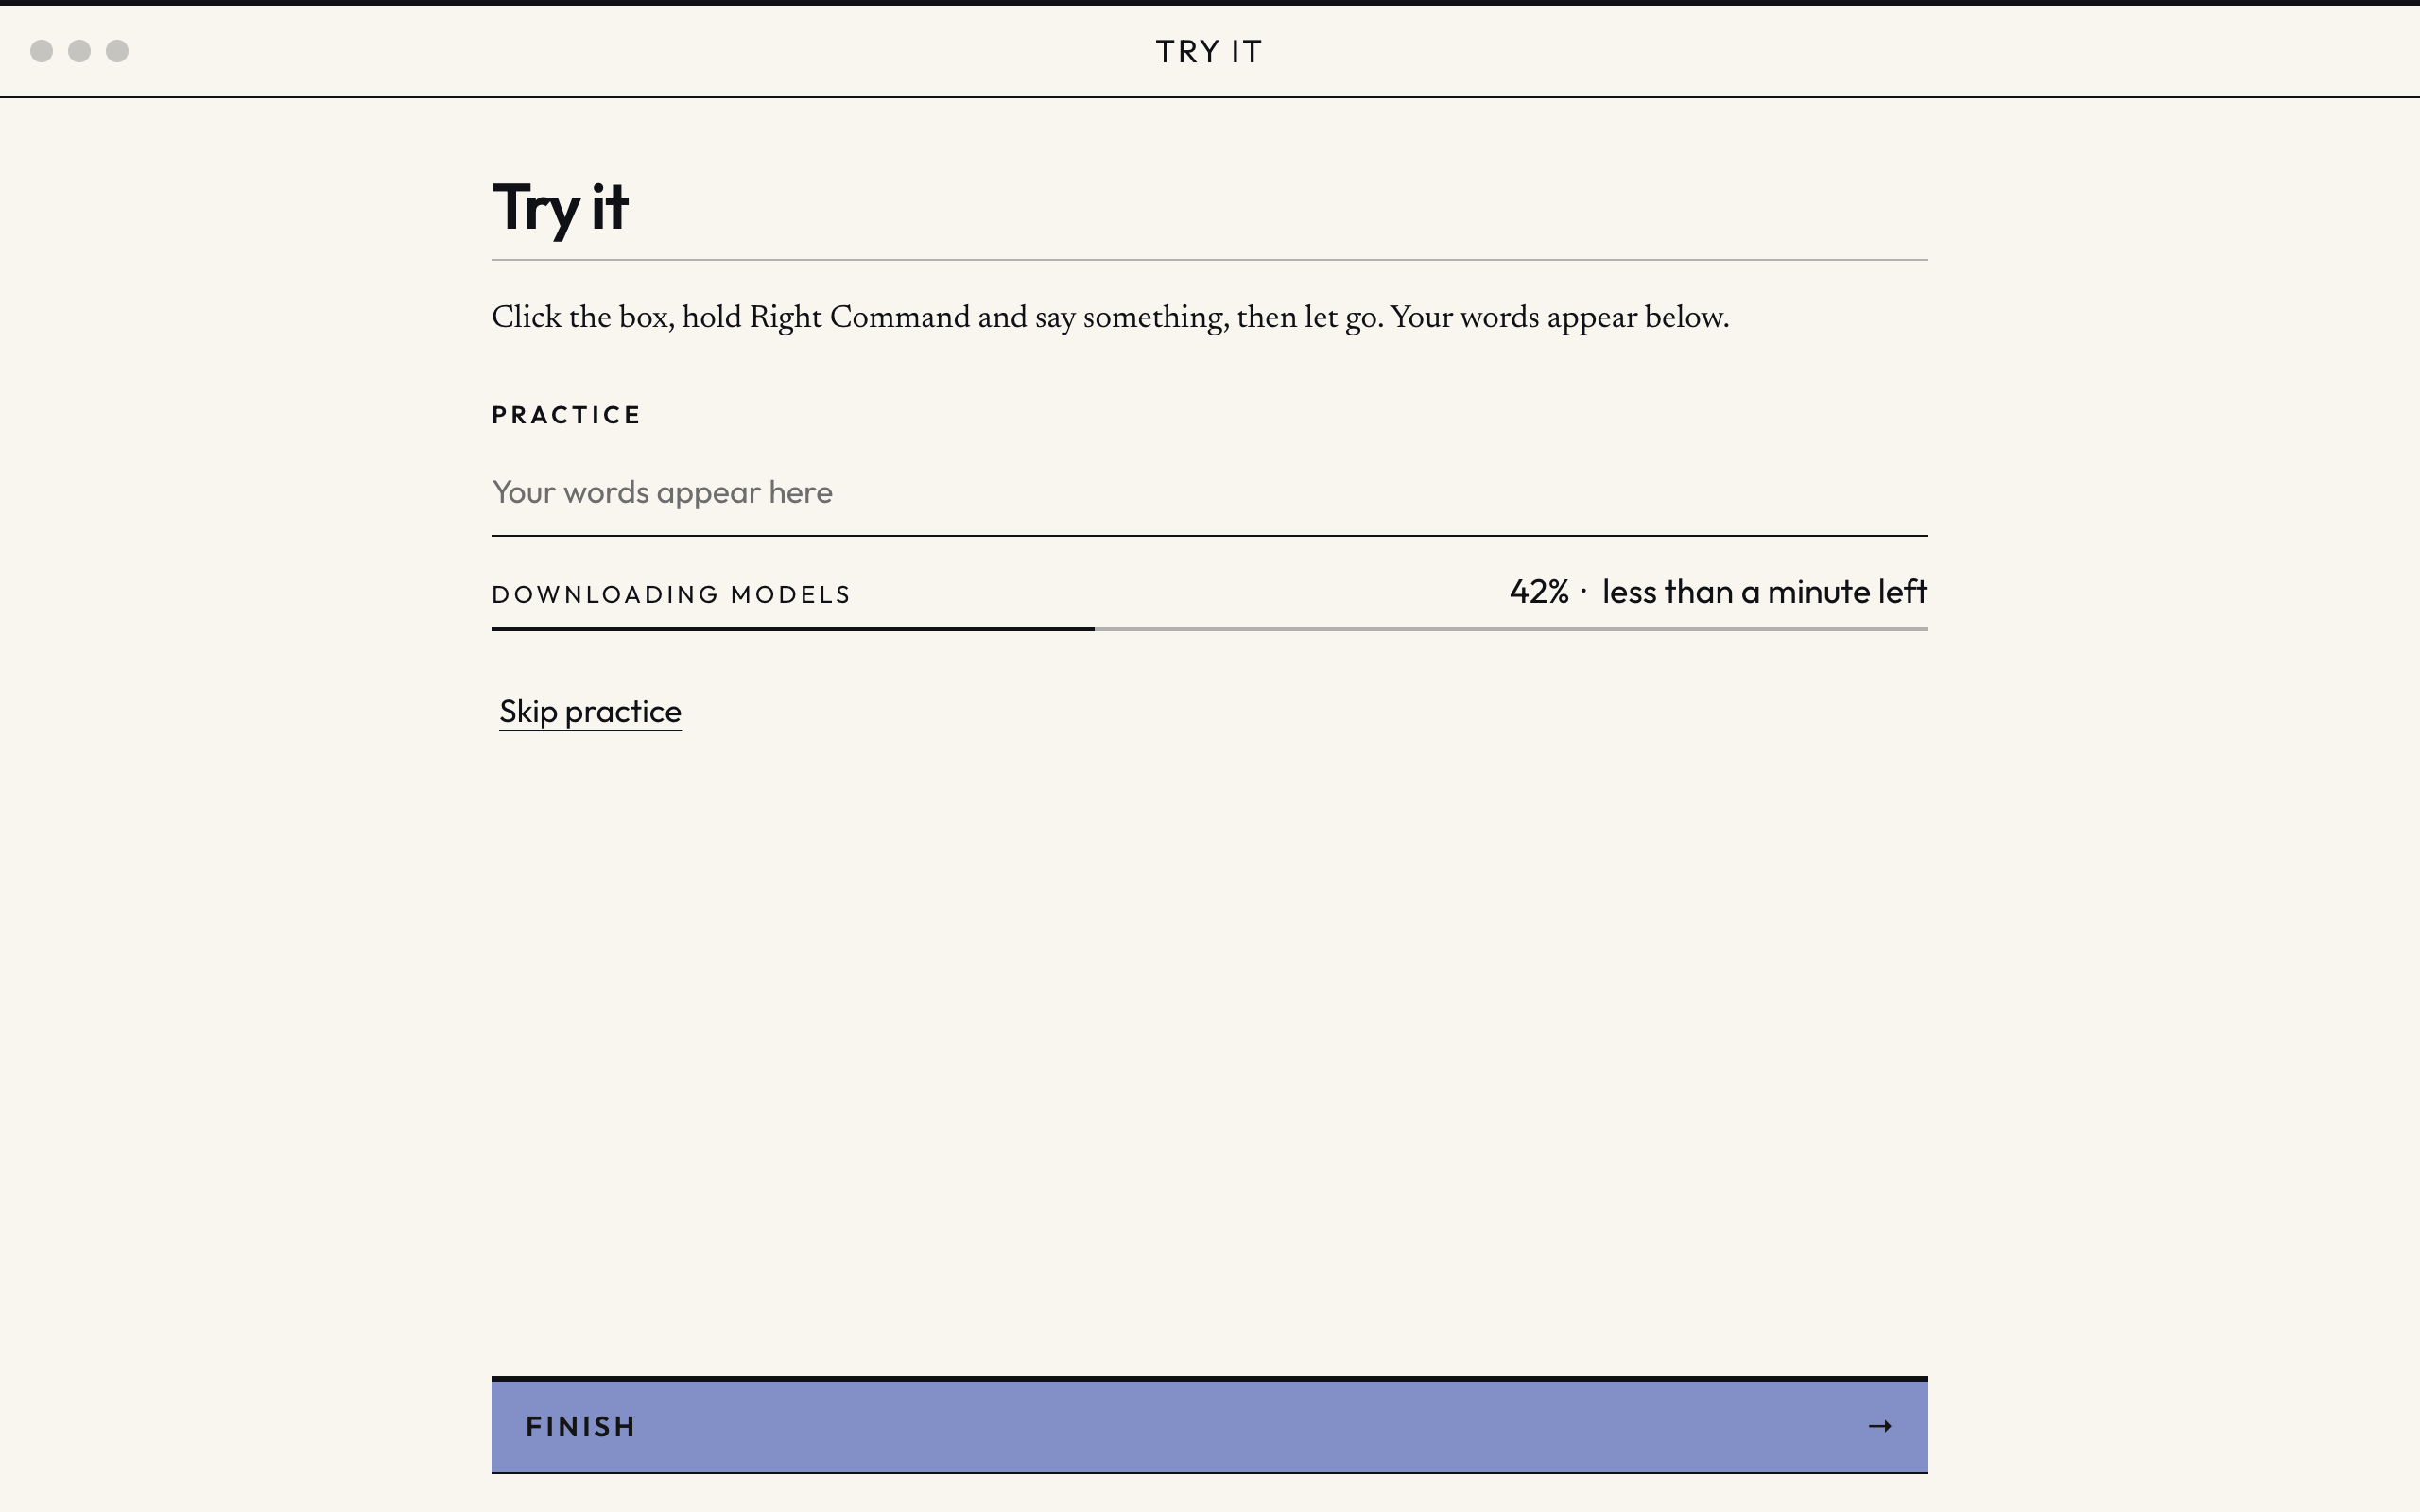 TRY IT
Try it
Click the box, hold Right Command and say something, then let go. Your words appear below.
PRACTICE
Your words appear here
DOWNLOADING MODELS
42% · less than a minute left
Skip practice
FINISH →